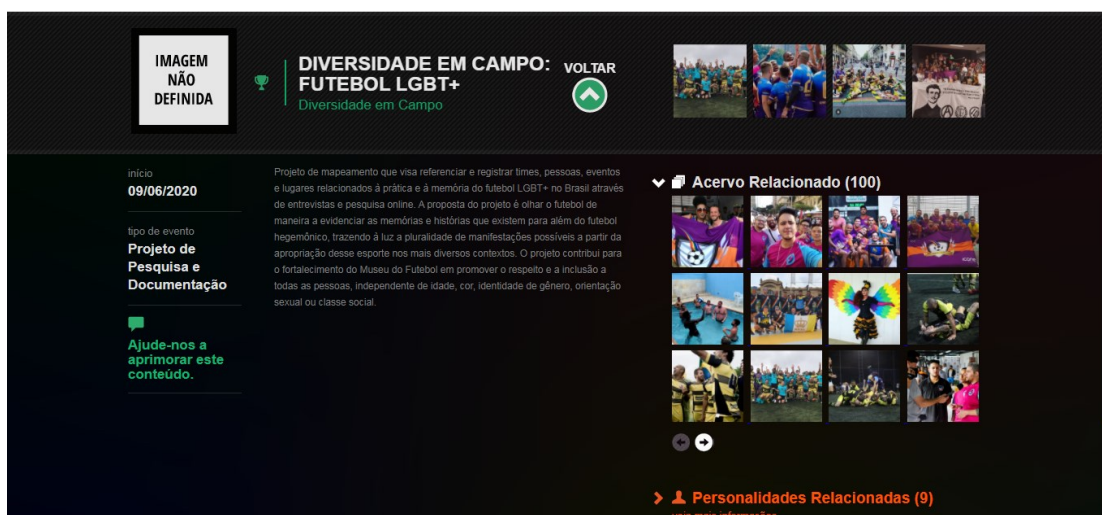 IMAGEM
NÃO
DEFINIDA
DIVERSIDADE EM CAMPO:
FUTEBOL LGBT+
Diversidade em Campo
VOLTAR
início
09/06/2020
tipo de evento
Projeto de
Pesquisa e
Documentação
Ajude-nos a
aprimorar este
conteúdo.
Projeto de mapeamento que visa referenciar e registrar times, pessoas, eventos
e lugares relacionados á prática e á memória do futebol LGBT+ no Brasil através
de entrevistas e pesquisa online. A proposta do projeto é olhar o futebol de
maneira a evidenciar as memórias e histórias que existem para além do futebol
hegemônico, trazendo á luz a pluralidade de manifestações possíveis a partir da
apropriação desse esporte nos mais diversos contextos. O projeto contribui para
o fortalecimento do Museu do Futebol em promover o respeito e a inclusão a
todas as pessoas, independente de idade, cor, identidade de gênero, orientação
sexual ou classe social.
Acervo Relacionado (100)
Personalidades Relacionadas (9)
veja mais informações